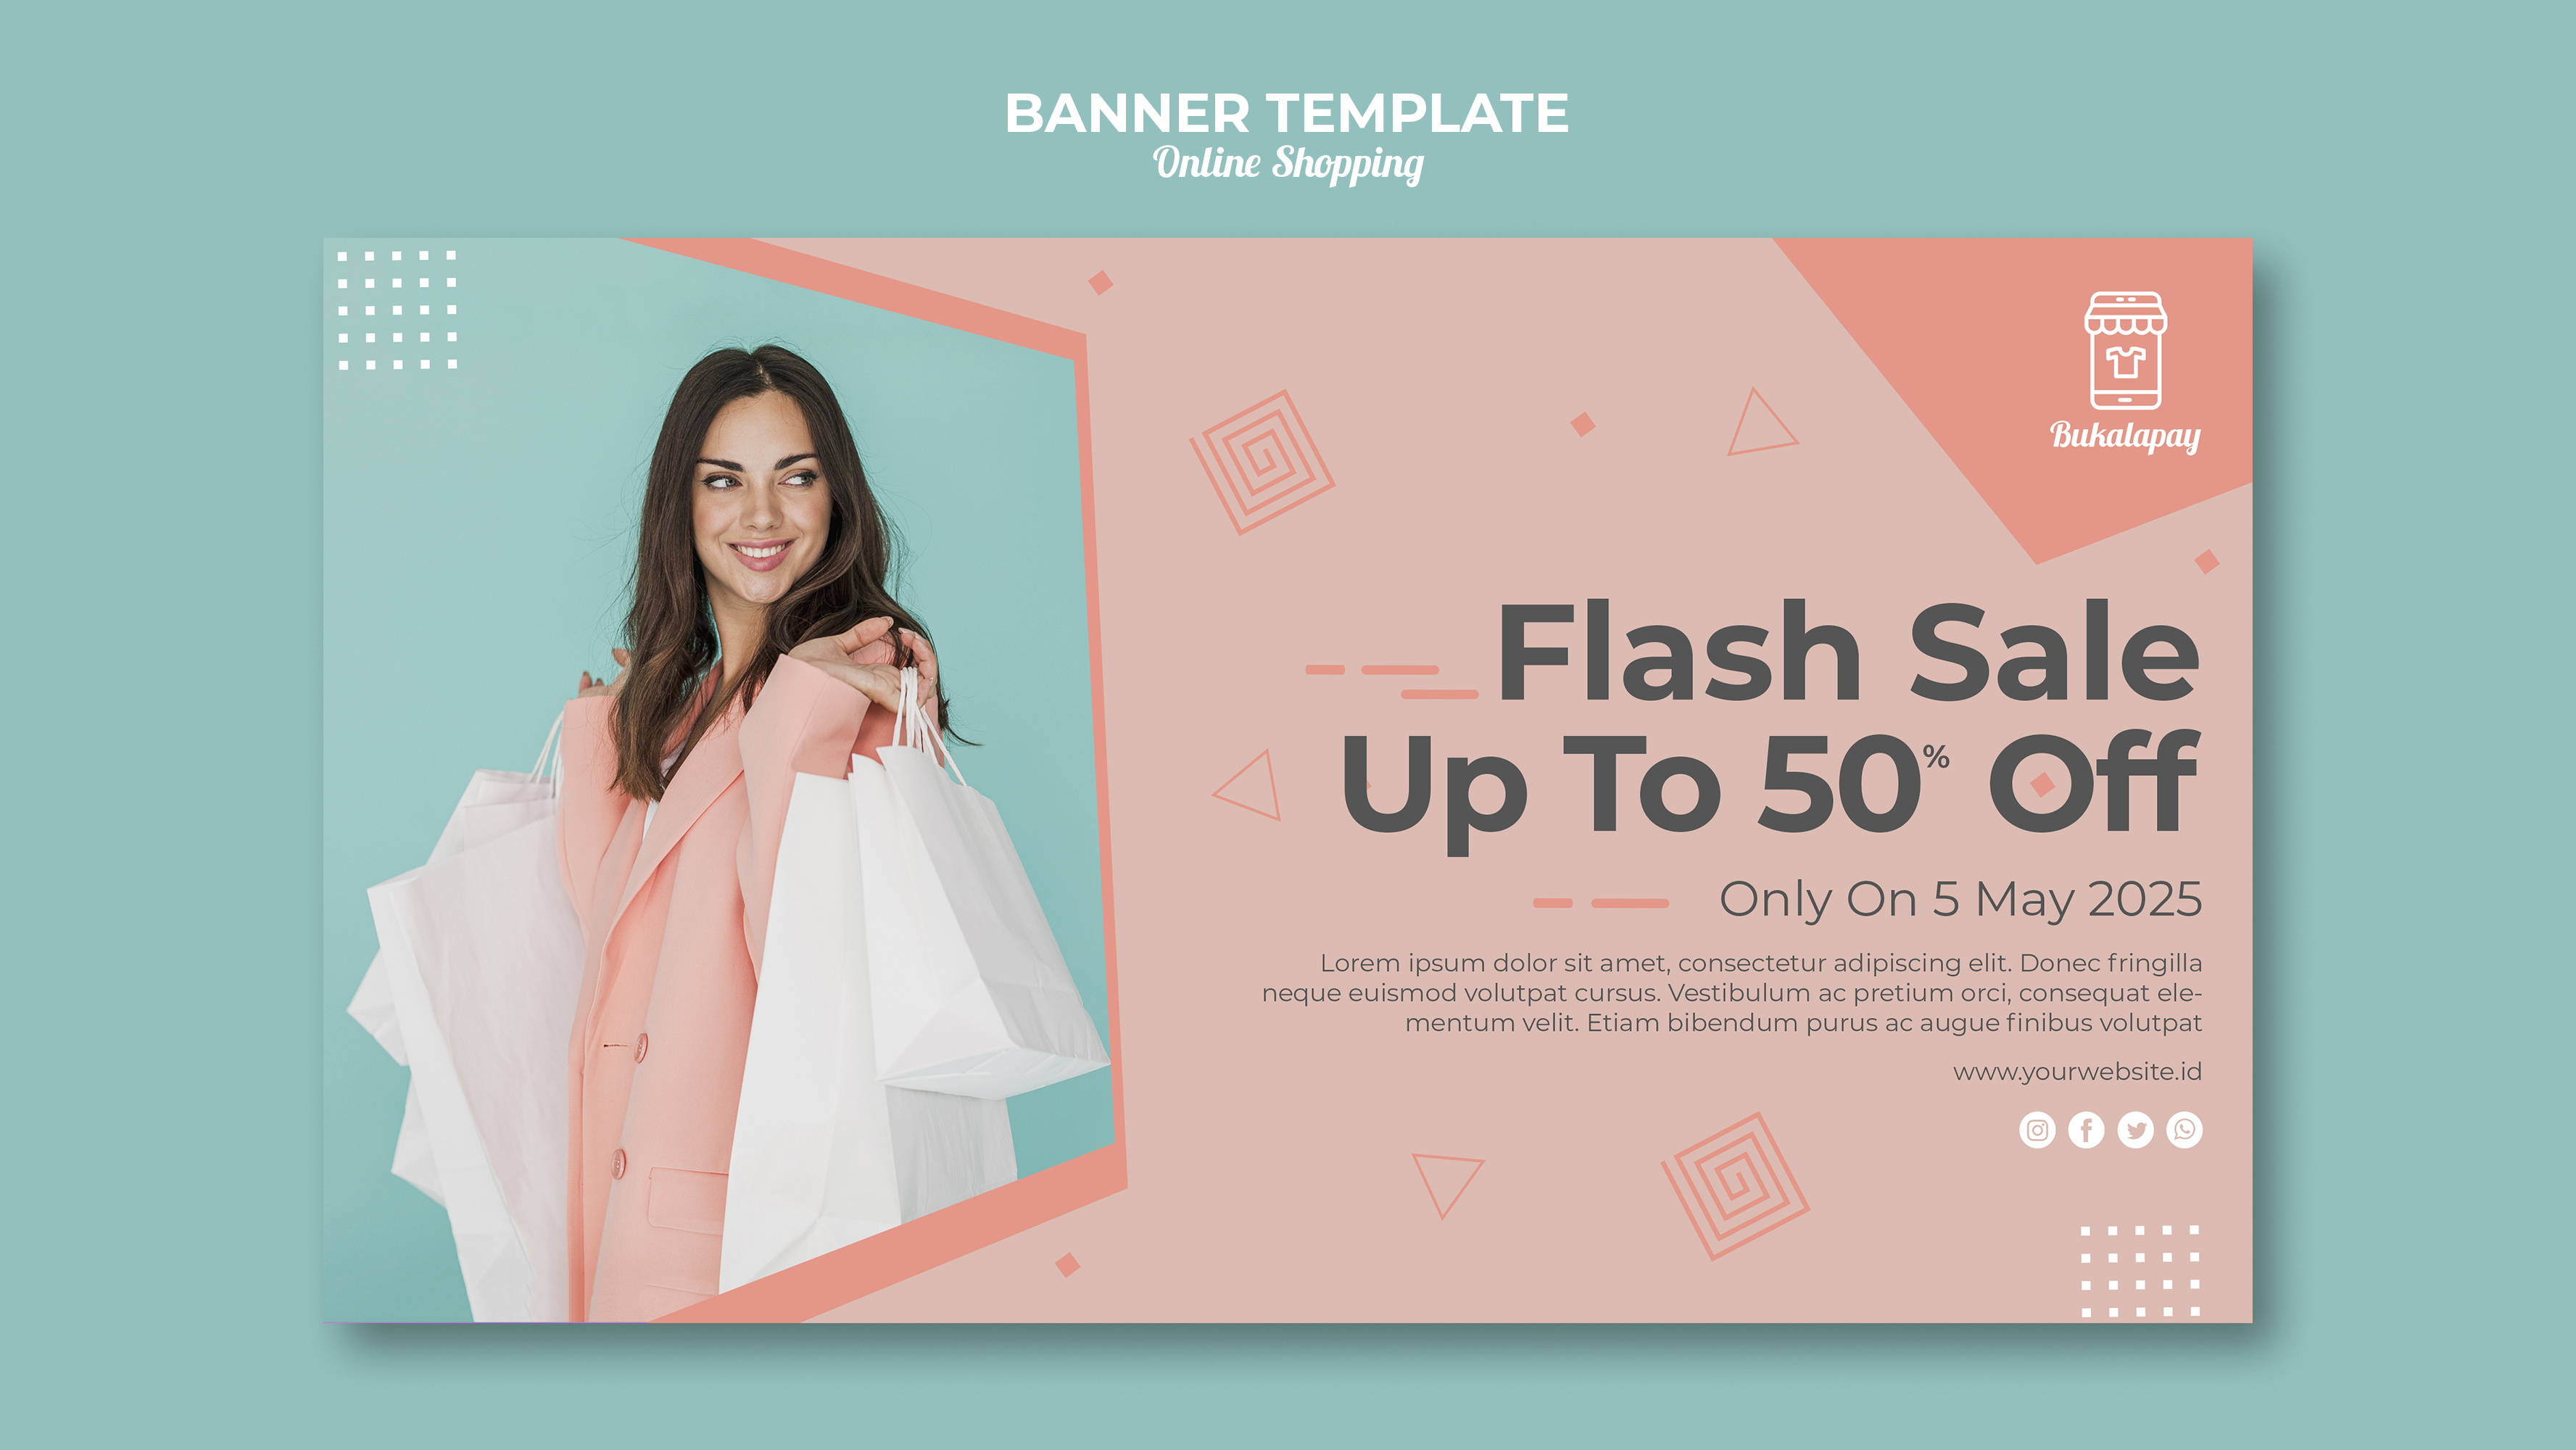 BANNER TEMPLATE
Online Shopping
Bukalapay
Flash Sale
Up To 50% Off
Only On 5 May 2025
Lorem ipsum dolor sit amet, consectetur adipiscing elit. Donec fringilla
neque euismod volutpat cursus. Vestibulum ac pretium orci, consequat ele-
mentum velit. Etiam bibendum purus ac augue finibus volutpat
www.yourwebsite.id